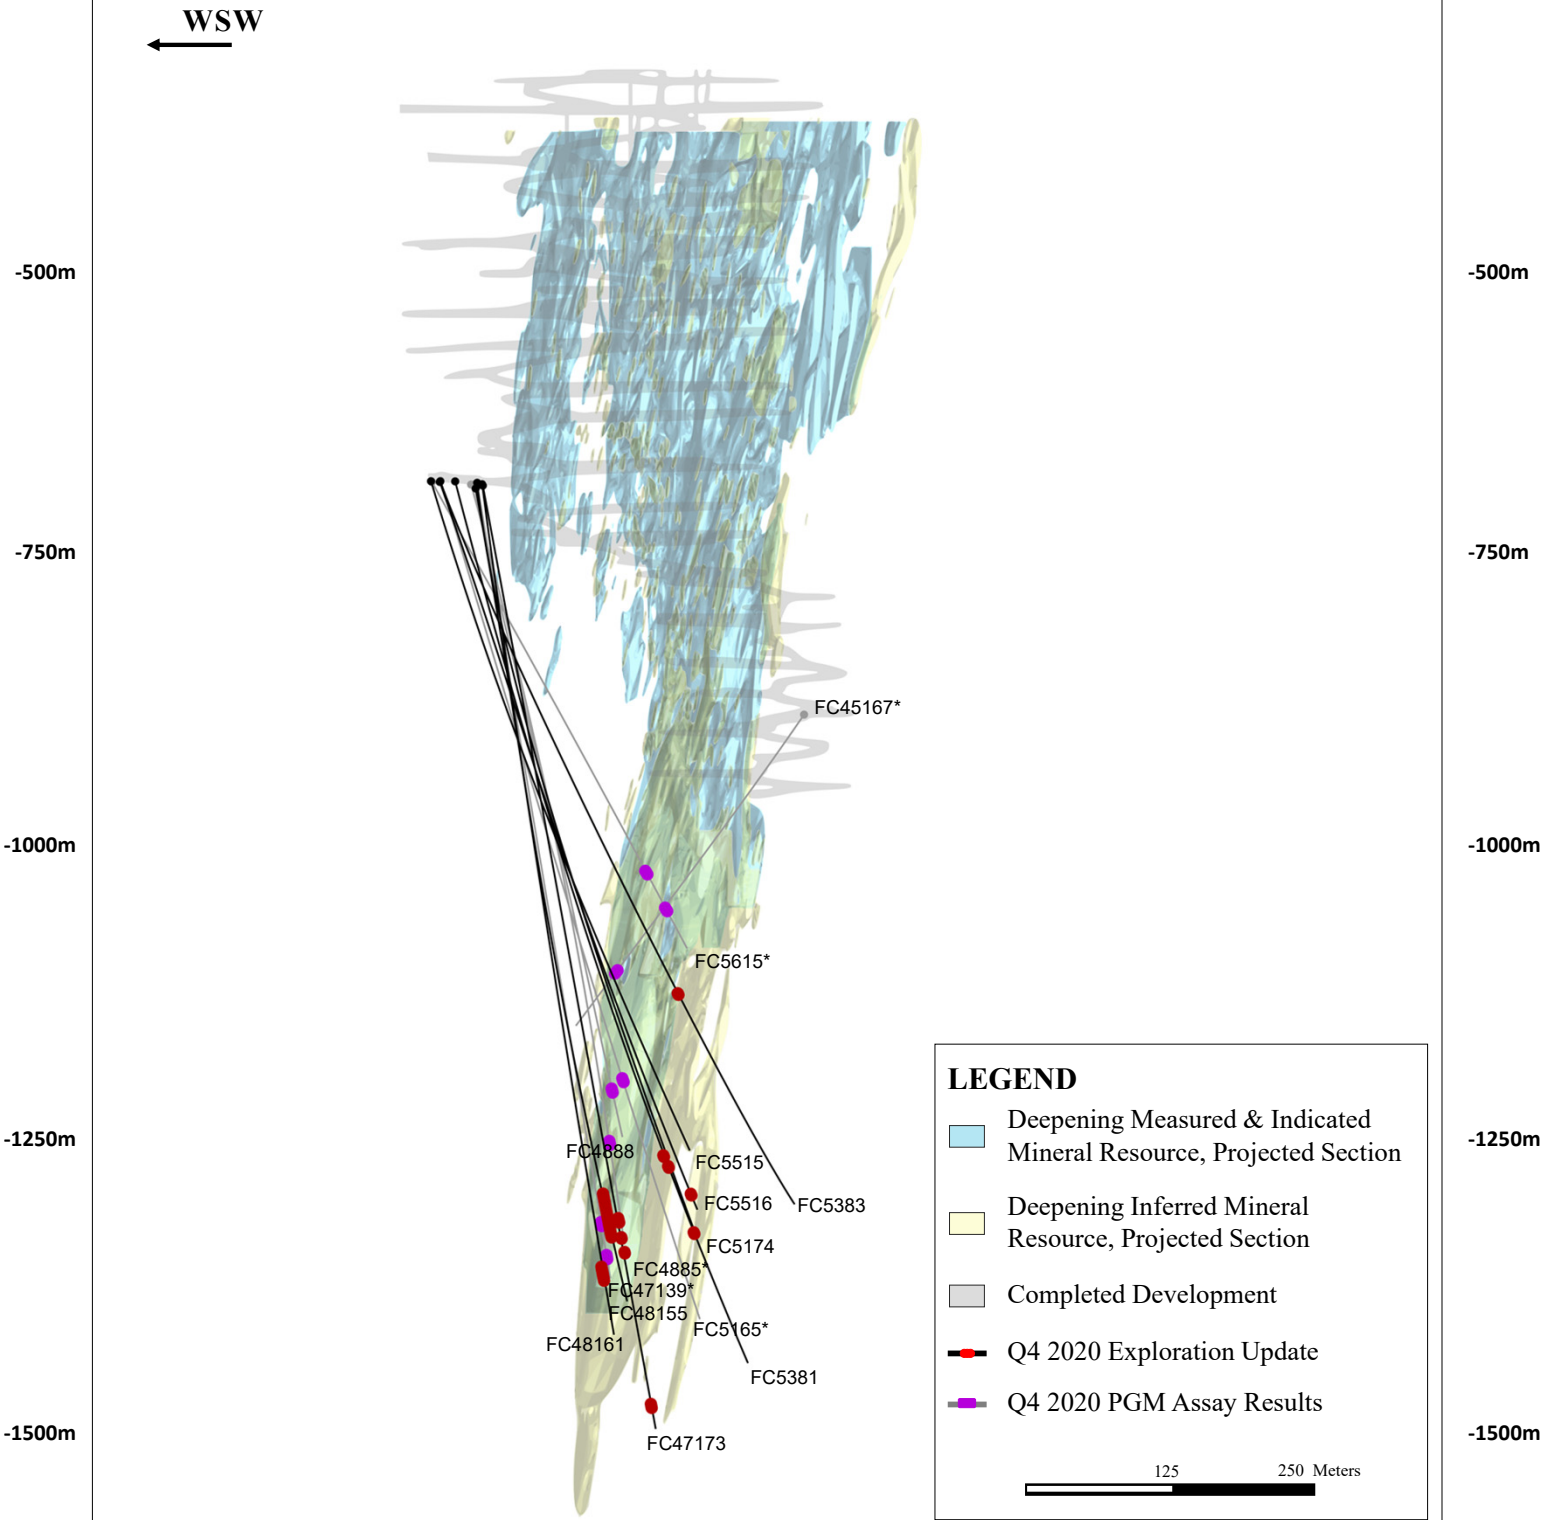 WSW
-500m
-500m
-750m
-750m
FC45167*
-1000m
-1000m
FC5615*
LEGEND
Deepening Measured & Indicated
Mineral Resource, Projected Section
Deepening Inferred Mineral
Resource, Projected Section
Completed Development
Q4 2020 Exploration Update
Q4 2020 PGM Assay Results
125
250 Meters
-1250m
-1250m
FC4888
FC5515
FC5516
FC5383
FC5174
FC4885*
FC47139*
FC48155
FC5165*
FC48161
FC5381
-1500m
-1500m
FC47173